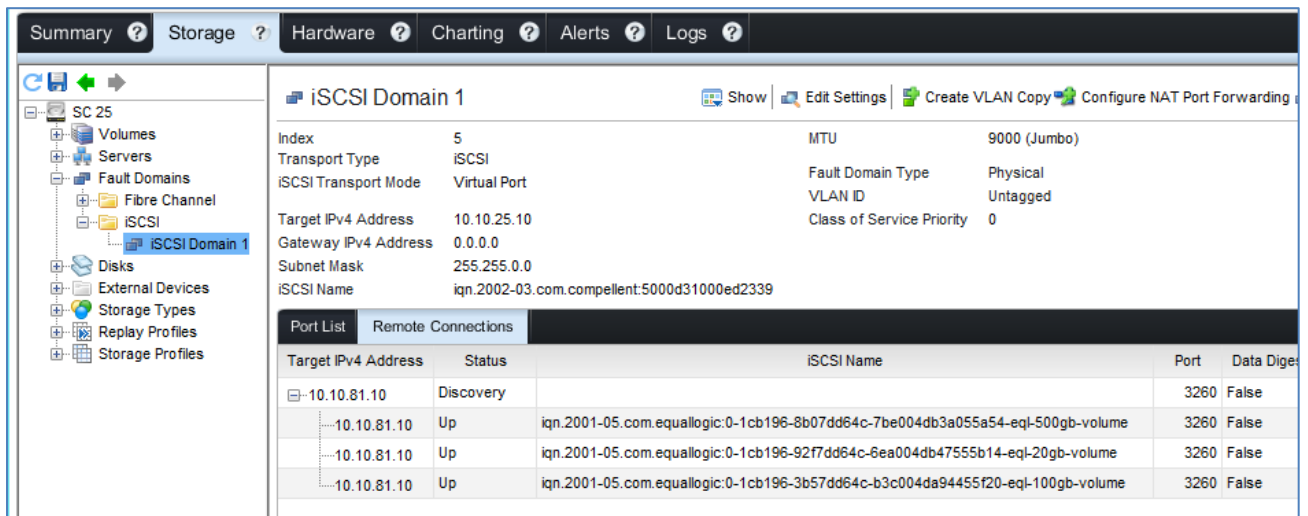 Summary ? Storage ? Hardware ? Charting ? Alerts ? Logs ?
SC 25
Volumes
Servers
Fault Domains
Fibre Channel
iSCSI
iSCSI Domain 1
Disks
External Devices
Storage Types
Replay Profiles
Storage Profiles
iSCSI Domain 1 Show Edit Settings Create VLAN Copy Configure NAT Port Forwarding
Index 5
Transport Type iSCSI
iSCSI Transport Mode Virtual Port
Target IPv4 Address 10.10.25.10
Gateway IPv4 Address 0.0.0.0
Subnet Mask 255.255.0.0
iSCSI Name iqn.2002-03.com.compellent:5000d31000ed2339
MTU 9000 (Jumbo)
Fault Domain Type Physical
VLAN ID Untagged
Class of Service Priority 0
Port List Remote Connections
Target IPv4 Address Status iSCSI Name Port Data Diges
10.10.81.10 Discovery 3260 False
10.10.81.10 Up iqn.2001-05.com.equallogic:0-1cb196-8b07dd64c-7be004db3a055a54-eql-500gb-volume 3260 False
10.10.81.10 Up iqn.2001-05.com.equallogic:0-1cb196-92f7dd64c-6ea004db47555b14-eql-20gb-volume 3260 False
10.10.81.10 Up iqn.2001-05.com.equallogic:0-1cb196-3b57dd64c-b3c004da94455f20-eql-100gb-volume 3260 False